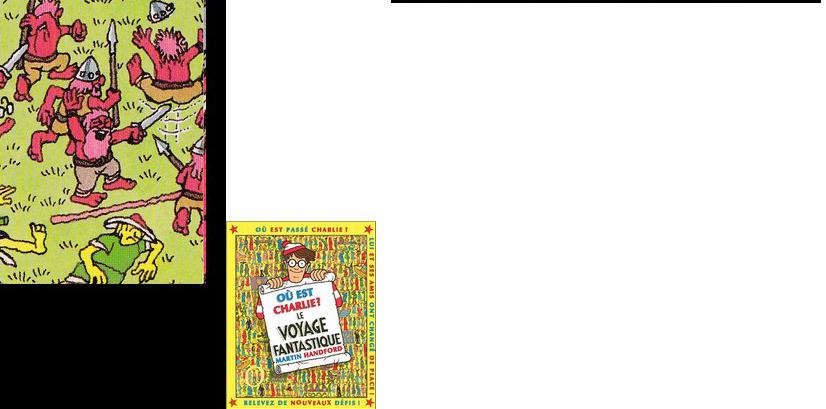 OÙ EST PASSÉ CHARLIE ?
LUI ET SES AMIS ONT CHANGÉ DE PLACE !
OÙ EST
CHARLIE?
LE
VOYAGE
FANTASTIQUE
MARTIN HANDFORD
RELEVEZ DE NOUVEAUX DÉFIS !